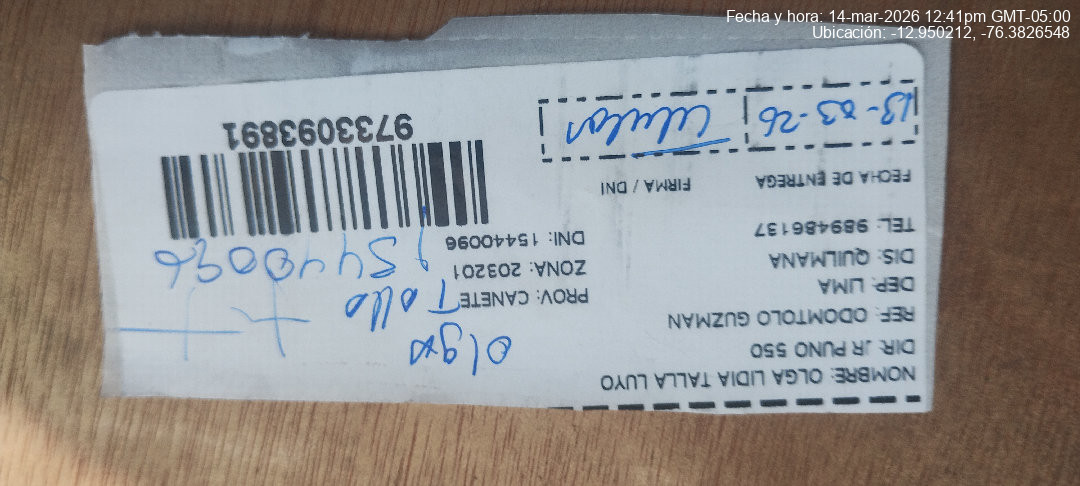 Fecha y hora: 14-mar-2026 12:41pm GMT-05:00
Ubicación: -12.950212, -76.3826548
NOMBRE: OLGA LIDIA TALLA LUYO
DIR: JR PUNO 550
REF: ODOMTOLO GUZMAN
DEP: LIMA
PROV: CANETE
DIS: QUILMANA
ZONA: 203201
TEL: 989486137
DNI: 15440096
Olga
Talla
15440096
FECHA DE ENTREGA
FIRMA / DNI
13-03-26
Titular
9733093891